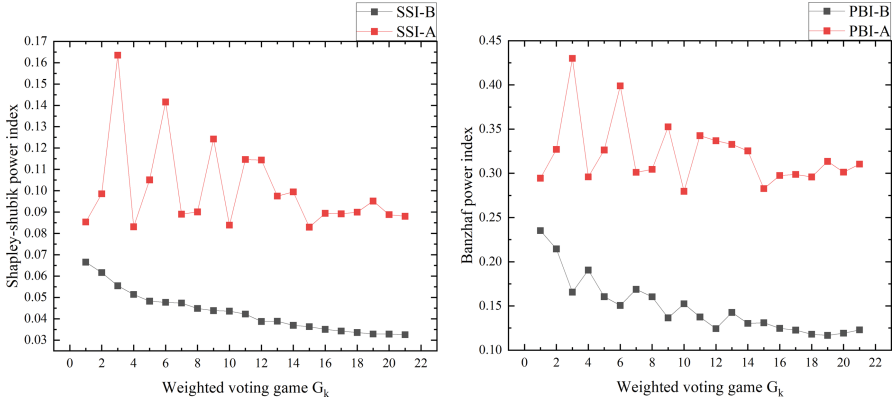 SSI-B
SSI-A
0.17
0.16
0.15
0.14
0.13
0.12
0.11
0.10
0.09
0.08
0.07
0.06
0.05
0.04
0.03
Shapley-shubik power index
0 2 4 6 8 10 12 14 16 18 20 22
Weighted voting game Gk
PBI-B
PBI-A
0.45
0.40
0.35
0.30
0.25
0.20
0.15
0.10
Banzhaf power index
0 2 4 6 8 10 12 14 16 18 20 22
Weighted voting game Gk